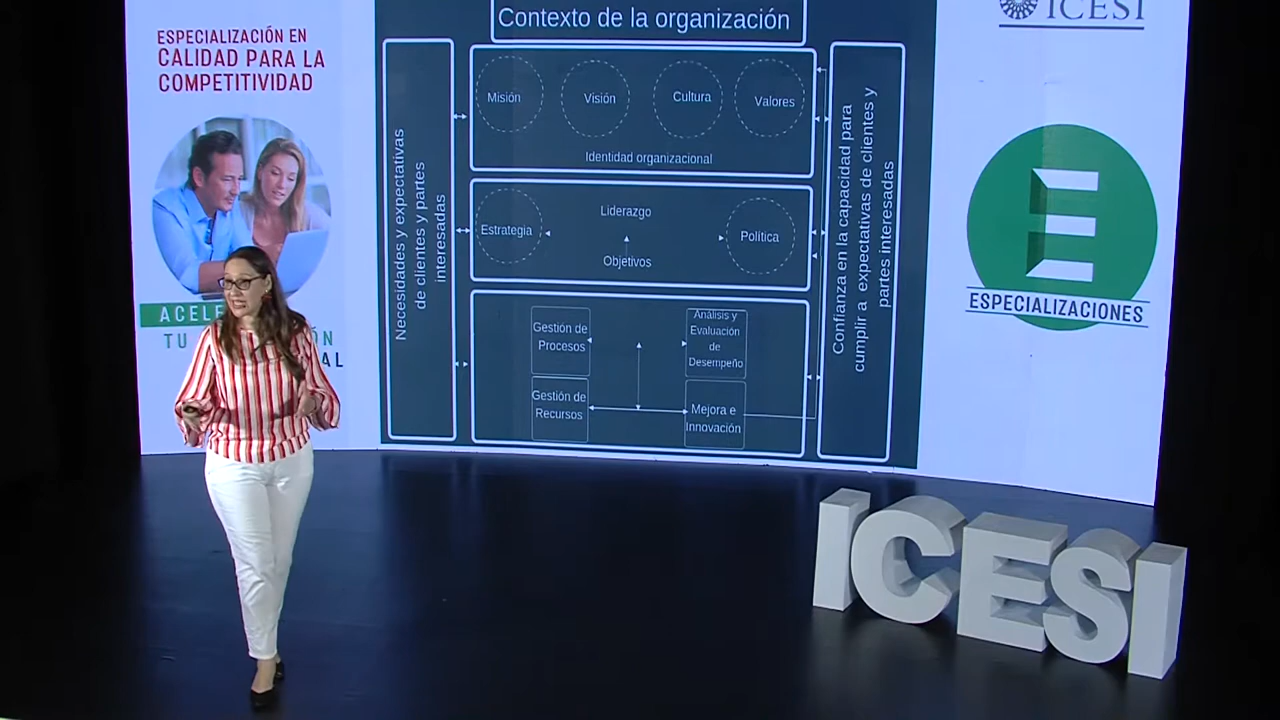 ESPECIALIZACIÓN EN
CALIDAD PARA LA
COMPETITIVIDAD
TU
AL
Contexto de la organización
Necesidades y expectativas
de clientes y partes
interesadas
Misión
Visión
Cultura
Valores
Identidad organizacional
Estrategia
Liderazgo
Objetivos
Política
Gestión de
Procesos
Análisis y
Evaluación
de
Desempeño
Gestión de
Recursos
Mejora e
Innovación
Confianza en la capacidad para
cumplir a expectativas de clientes y
partes interesadas
ICESI
E
ESPECIALIZACIONES
ICESI